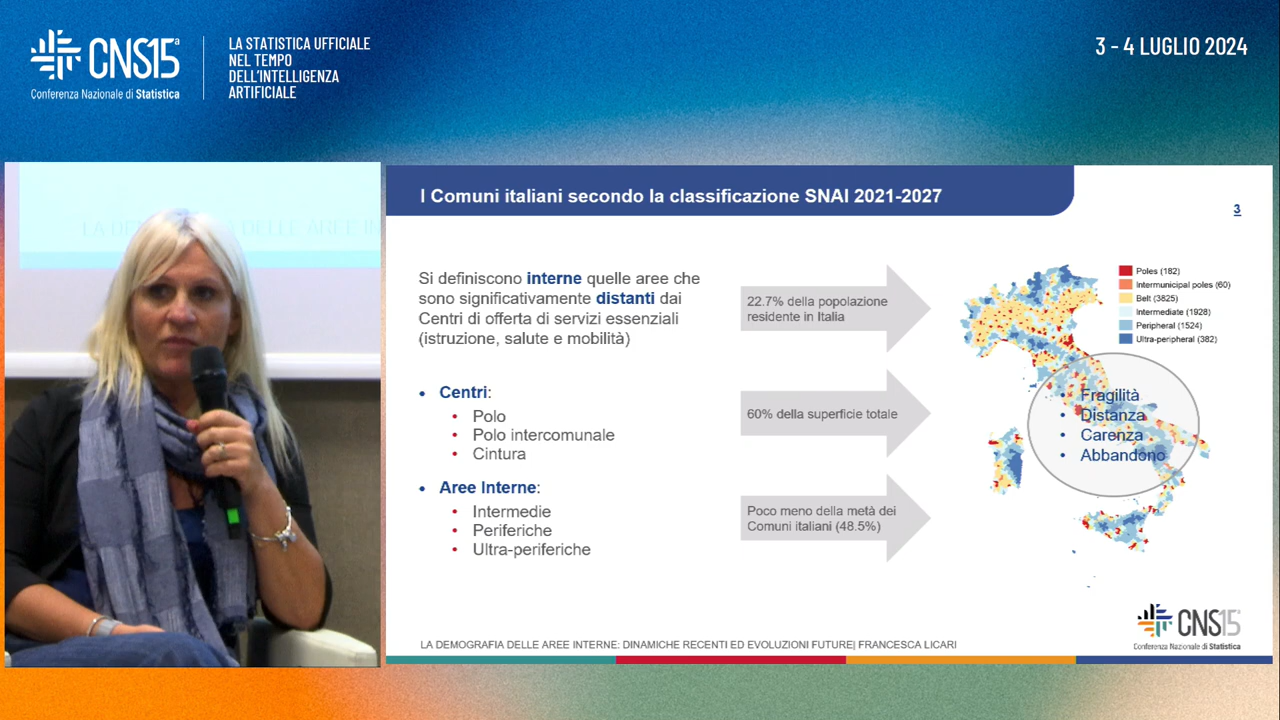 CNS15ª
Conferenza Nazionale di Statistica
LA STATISTICA UFFICIALE
NEL TEMPO
DELL'INTELLIGENZA
ARTIFICIALE
3 - 4 LUGLIO 2024
LA DEMOGRAFIA DELLE AREE IN
I Comuni italiani secondo la classificazione SNAI 2021-2027
3
Si definiscono interne quelle aree che
sono significativamente distanti dai
Centri di offerta di servizi essenziali
(istruzione, salute e mobilità)
• Centri:
• Polo
• Polo intercomunale
• Cintura
• Aree Interne:
• Intermedie
• Periferiche
• Ultra-periferiche
22.7% della popolazione
residente in Italia
60% della superficie totale
Poco meno della metà dei
Comuni italiani (48.5%)
Poles (182)
Intermunicipal poles (60)
Belt (3825)
Intermediate (1928)
Peripheral (1524)
Ultra-peripheral (382)
• Fragilità
• Distanza
• Carenza
• Abbandono
LA DEMOGRAFIA DELLE AREE INTERNE: DINAMICHE RECENTI ED EVOLUZIONI FUTURE| FRANCESCA LICARI
CNS15ª
Conferenza Nazionale di Statistica